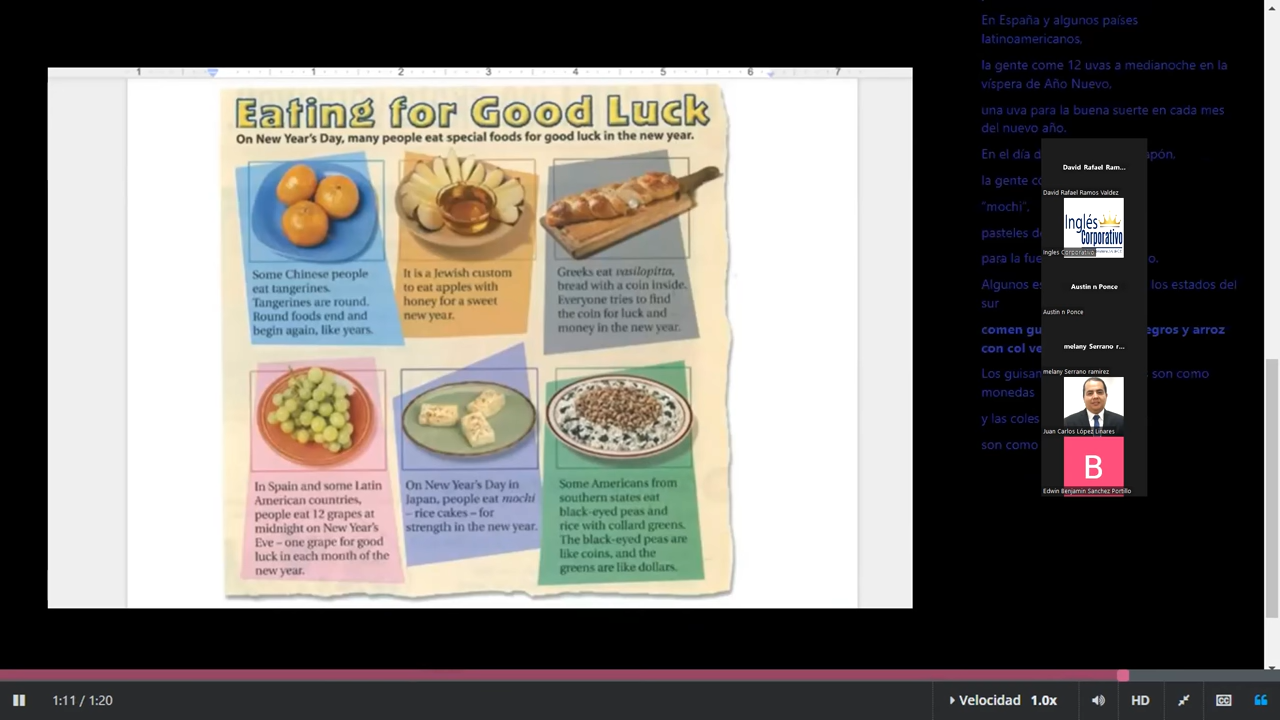 1 1 2 3 4 5 6 7
Eating for Good Luck
On New Year's Day, many people eat special foods for good luck in the new year.
Some Chinese people
eat tangerines.
Tangerines are round.
Round foods end and
begin again, like years.
It is a Jewish custom
to eat apples with
honey for a sweet
new year.
Greeks eat vasilopitta,
bread with a coin inside.
Everyone tries to find
the coin for luck and
money in the new year.
In Spain and some Latin
American countries,
people eat 12 grapes at
midnight on New Year's
Eve – one grape for good
luck in each month of the
new year.
On New Year's Day in
Japan, people eat mochi
– rice cakes – for
strength in the new year.
Some Americans from
southern states eat
black-eyed peas and
rice with collard greens.
The black-eyed peas are
like coins, and the
greens are like dollars.
En España y algunos países
latinoamericanos,
la gente come 12 uvas a medianoche en la
víspera de Año Nuevo,
una uva para la buena suerte en cada mes
del nuevo año.
En el día
la gente
"mochi".
pasteles
para la
Algunos los estados del
sur
comen negros y arroz
con col
Los son como
monedas
y las coles
son como
David Rafael Ram...
David Rafael Ramos Valdez
Inglés
Corporativo
Ingles Corporativo
Austin n Ponce
Austin n Ponce
melany Serrano r...
melany Serrano ramirez
Juan Carlos López Linares
B
Edwin Benjamin Sanchez Portillo
1:11 / 1:20
Velocidad 1.0x
HD